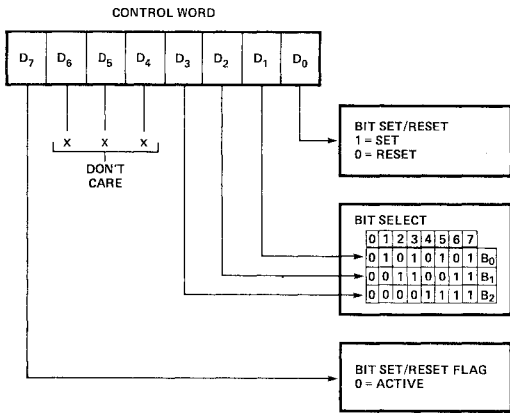 CONTROL WORD
D7 D6 D5 D4 D3 D2 D1 D0
X X X
DON'T
CARE
BIT SET/RESET
1 = SET
0 = RESET
BIT SELECT
0 1 2 3 4 5 6 7
0 1 0 1 0 1 0 1 B0
0 0 1 1 0 0 1 1 B1
0 0 0 0 1 1 1 1 B2
BIT SET/RESET FLAG
0 = ACTIVE